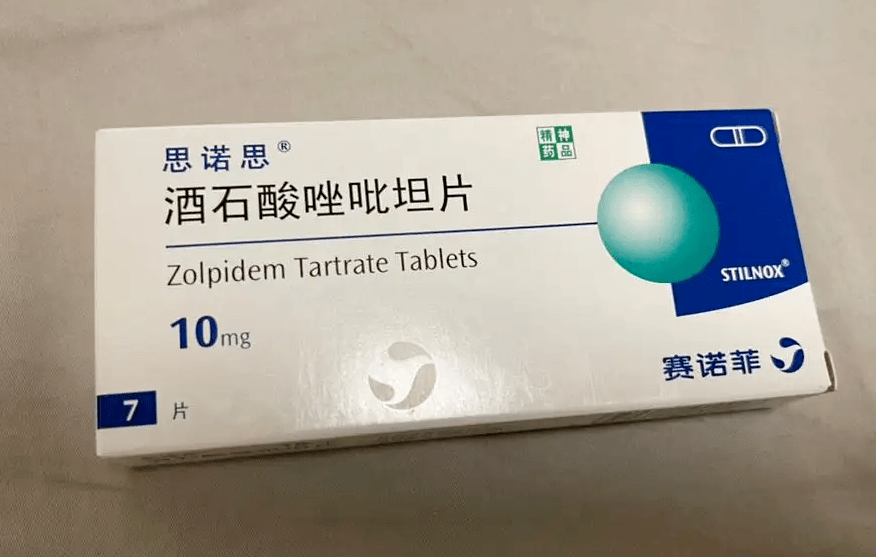 思诺思®
精神
药品
酒石酸唑吡坦片
Zolpidem Tartrate Tablets
STILNOX®
10mg
赛诺菲
7片